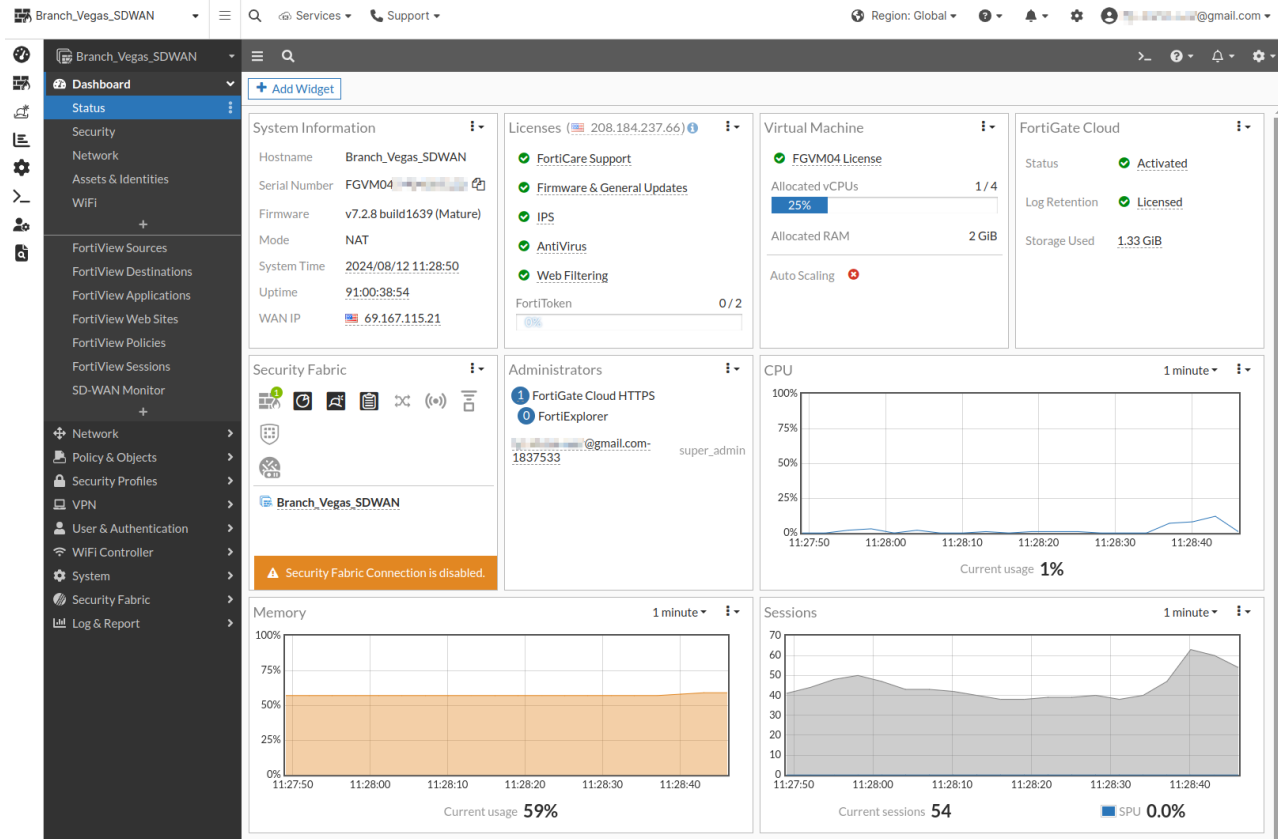 Branch_Vegas_SDWAN Services Support Region: Global @gmail.com
Branch_Vegas_SDWAN
Dashboard
Status
Security
Network
Assets & Identities
WiFi
+
FortiView Sources
FortiView Destinations
FortiView Applications
FortiView Web Sites
FortiView Policies
FortiView Sessions
SD-WAN Monitor
+
Network
Policy & Objects
Security Profiles
VPN
User & Authentication
WiFi Controller
System
Security Fabric
Log & Report
+ Add Widget
System Information
Hostname Branch_Vegas_SDWAN
Serial Number FGVM04
Firmware v7.2.8 build1639 (Mature)
Mode NAT
System Time 2024/08/12 11:28:50
Uptime 91:00:38:54
WAN IP 69.167.115.21
Licenses (208.184.237.66)
FortiCare Support
Firmware & General Updates
IPS
AntiVirus
Web Filtering
FortiToken 0 / 2
0%
Virtual Machine
FGVM04 License
Allocated vCPUs 1 / 4
25%
Allocated RAM 2 GiB
Auto Scaling
FortiGate Cloud
Status Activated
Log Retention Licensed
Storage Used 1.33 GiB
Security Fabric
1
Branch_Vegas_SDWAN
Security Fabric Connection is disabled.
Administrators
1 FortiGate Cloud HTTPS
0 FortiExplorer
@gmail.com-
1837533
super_admin
CPU 1 minute
100%
75%
50%
25%
0%
11:27:50 11:28:00 11:28:10 11:28:20 11:28:30 11:28:40
Current usage 1%
Memory 1 minute
100%
75%
50%
25%
0%
11:27:50 11:28:00 11:28:10 11:28:20 11:28:30 11:28:40
Current usage 59%
Sessions 1 minute
70
60
50
40
30
20
10
0
11:27:50 11:28:00 11:28:10 11:28:20 11:28:30 11:28:40
Current sessions 54 SPU 0.0%